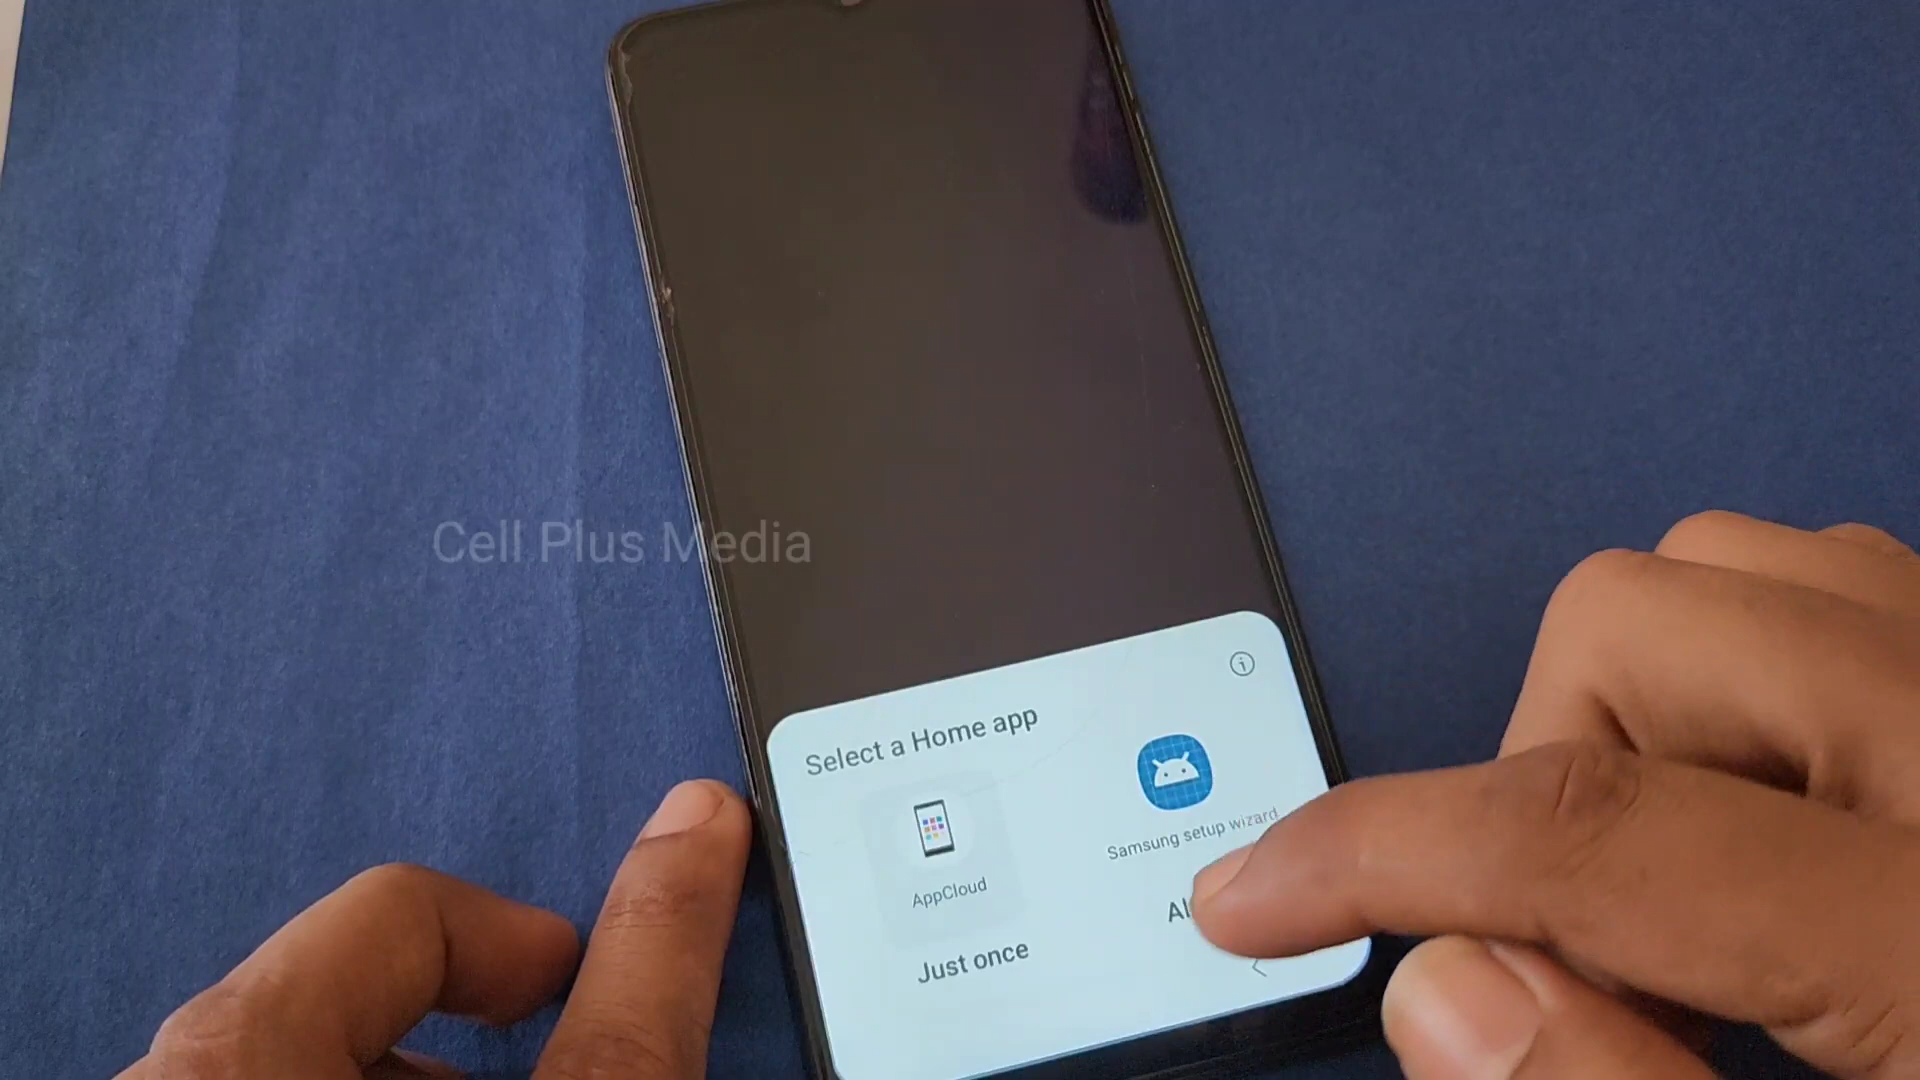 Cell Plus Media
Select a Home app
AppCloud
Samsung setup wizard
Just once